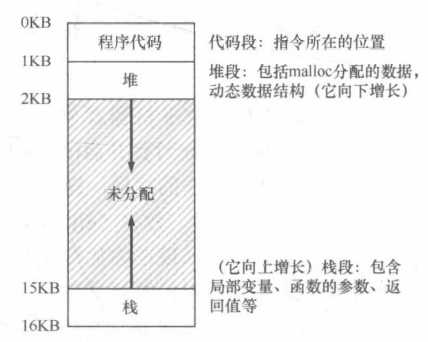 0KB
程序代码
代码段：指令所在的位置
1KB
堆
堆段：包括malloc分配的数据，
动态数据结构（它向下增长）
2KB
未分配
（它向上增长）栈段：包含
局部变量、函数的参数、返
回值等
15KB
栈
16KB